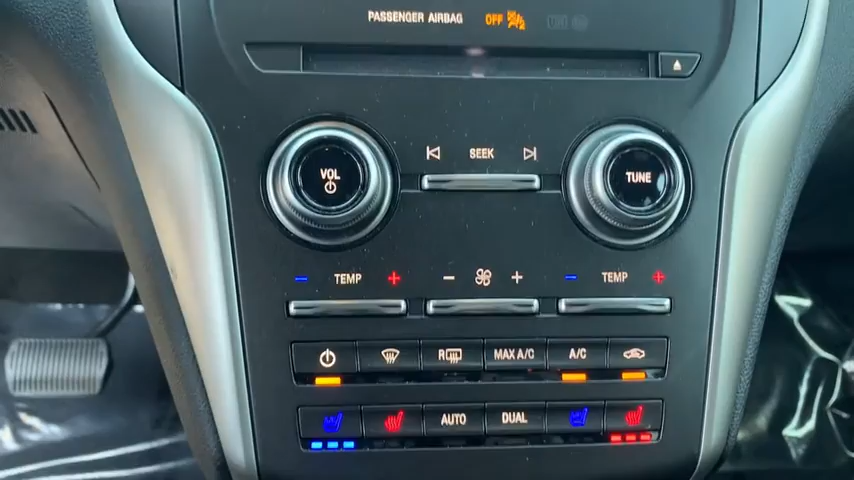 PASSENGER AIRBAG OFF
VOL SEEK TUNE
− TEMP + − + − TEMP +
R MAX A/C A/C
AUTO DUAL